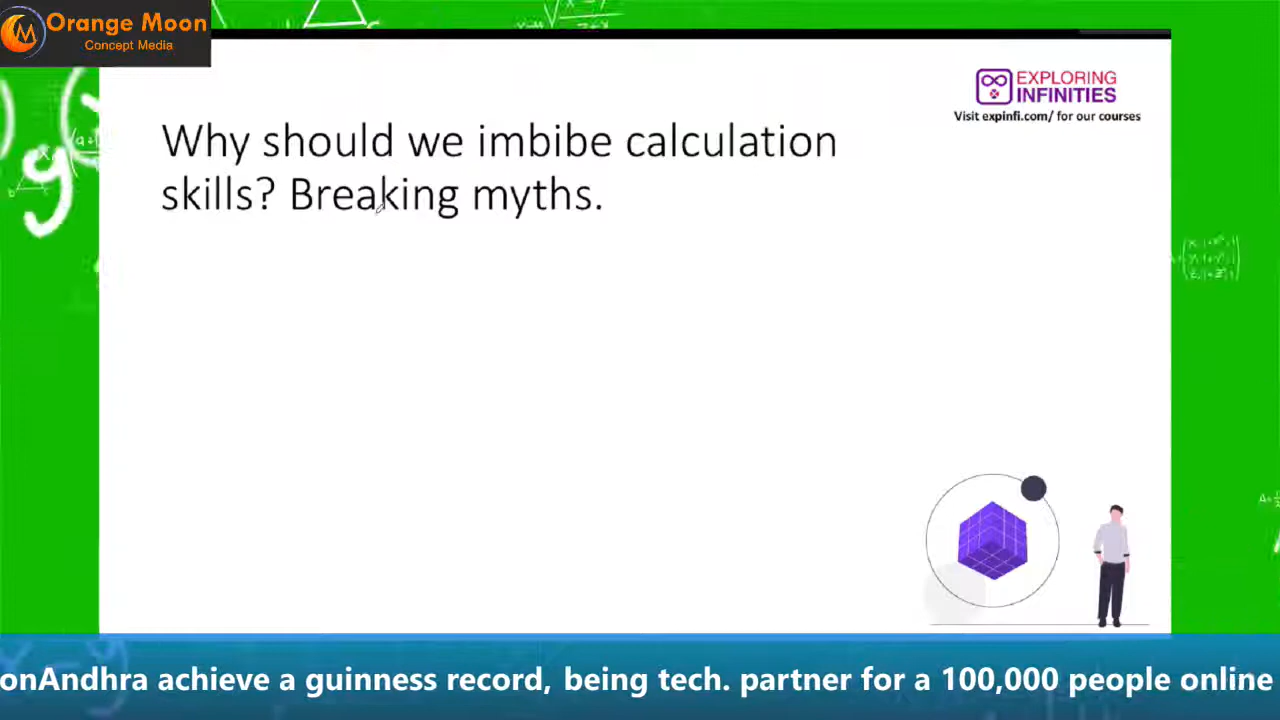 Orange Moon
Concept Media
EXPLORING
INFINITIES
Visit expinfi.com/ for our courses
Why should we imbibe calculation
skills? Breaking myths.
onAndhra achieve a guinness record, being tech. partner for a 100,000 people online